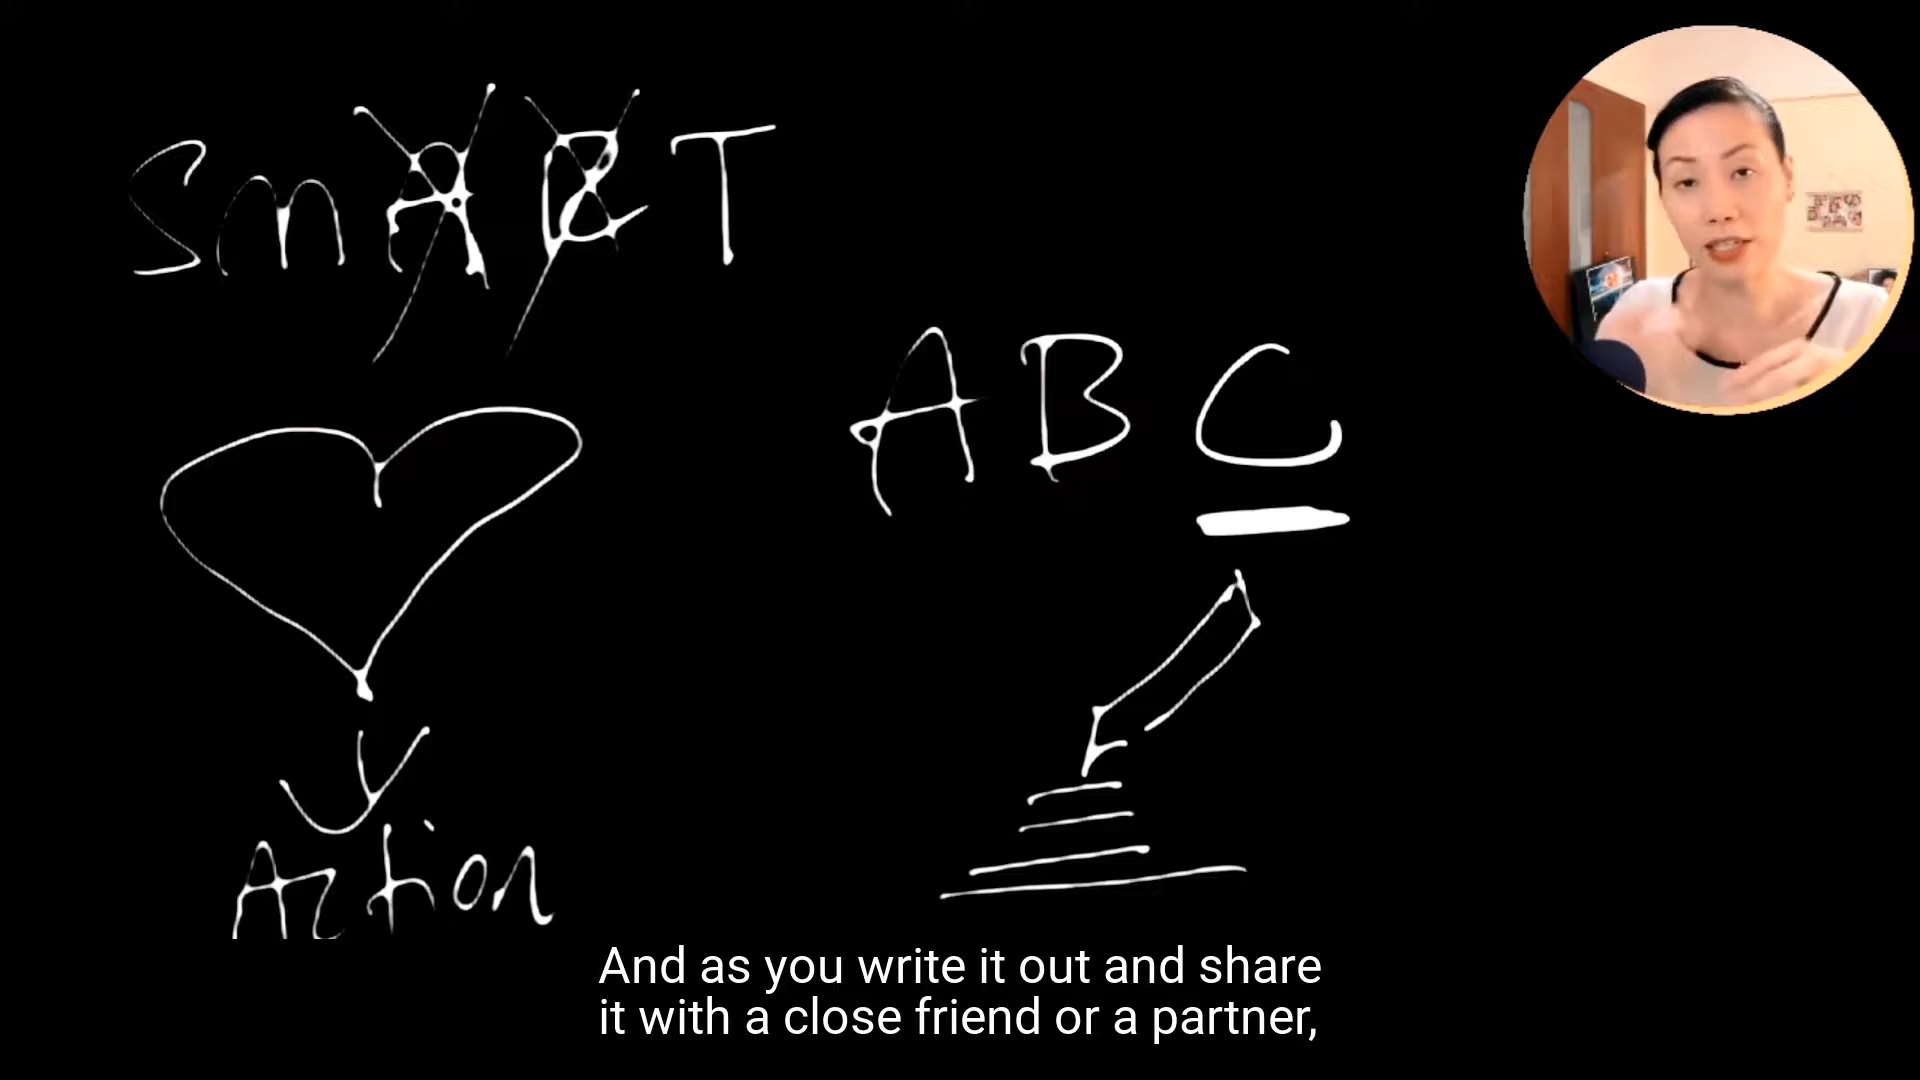 SMART
ABC
Action
And as you write it out and share
it with a close friend or a partner,